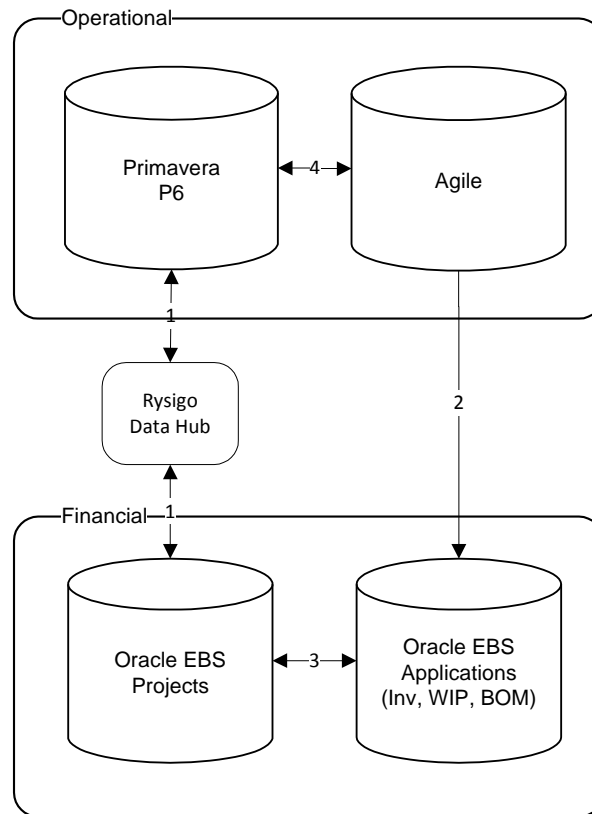 Operational
Primavera
P6
4
Agile
1
Rysigo
Data Hub
2
1
Financial
Oracle EBS
Projects
3
Oracle EBS
Applications
(Inv, WIP, BOM)